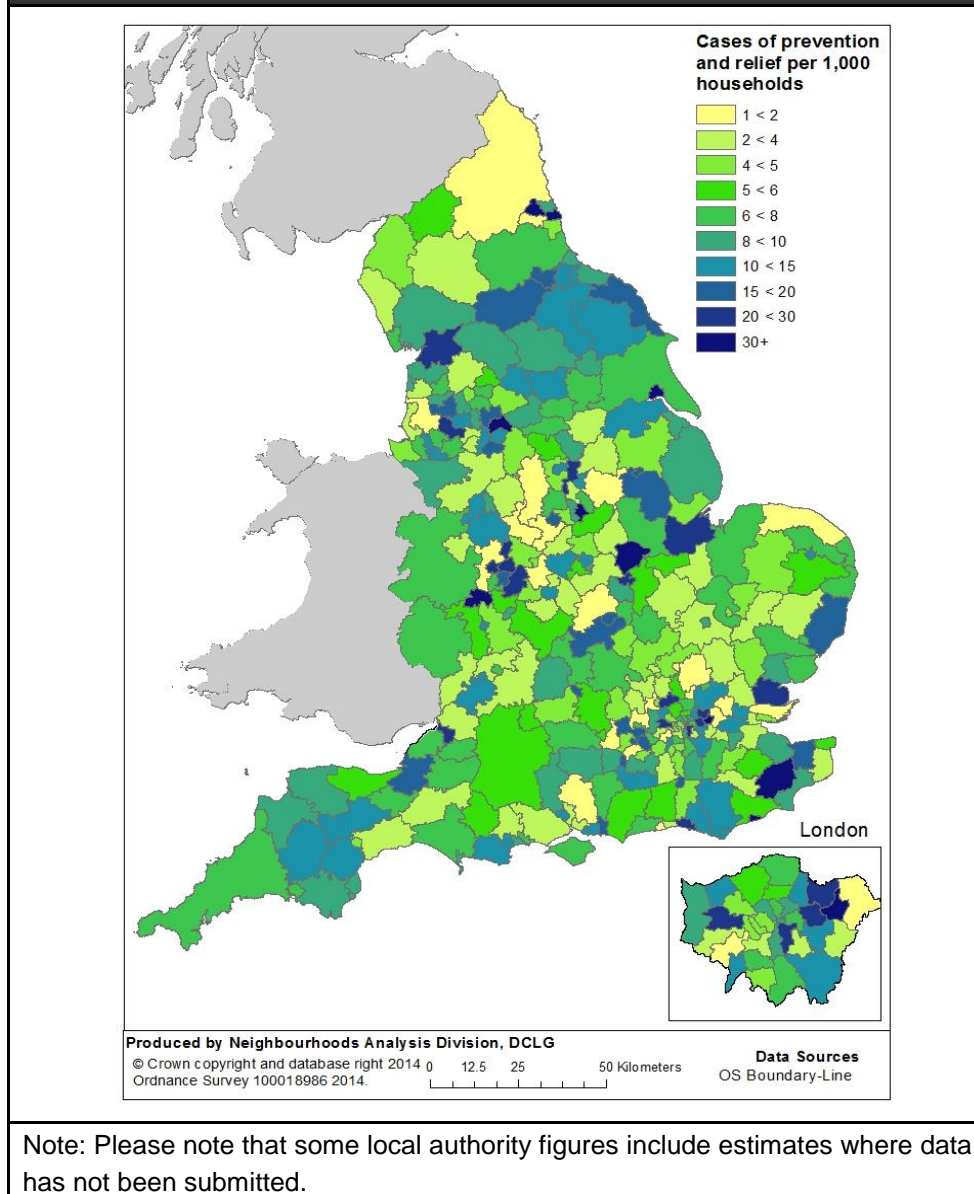 Cases of prevention
and relief per 1,000
households
1 < 2
2 < 4
4 < 5
5 < 6
6 < 8
8 < 10
10 < 15
15 < 20
20 < 30
30+
London
Produced by Neighbourhoods Analysis Division, DCLG
© Crown copyright and database right 2014
Ordnance Survey 100018986 2014.
0 12.5 25 50 Kilometers
Data Sources
OS Boundary-Line
Note: Please note that some local authority figures include estimates where data
has not been submitted.